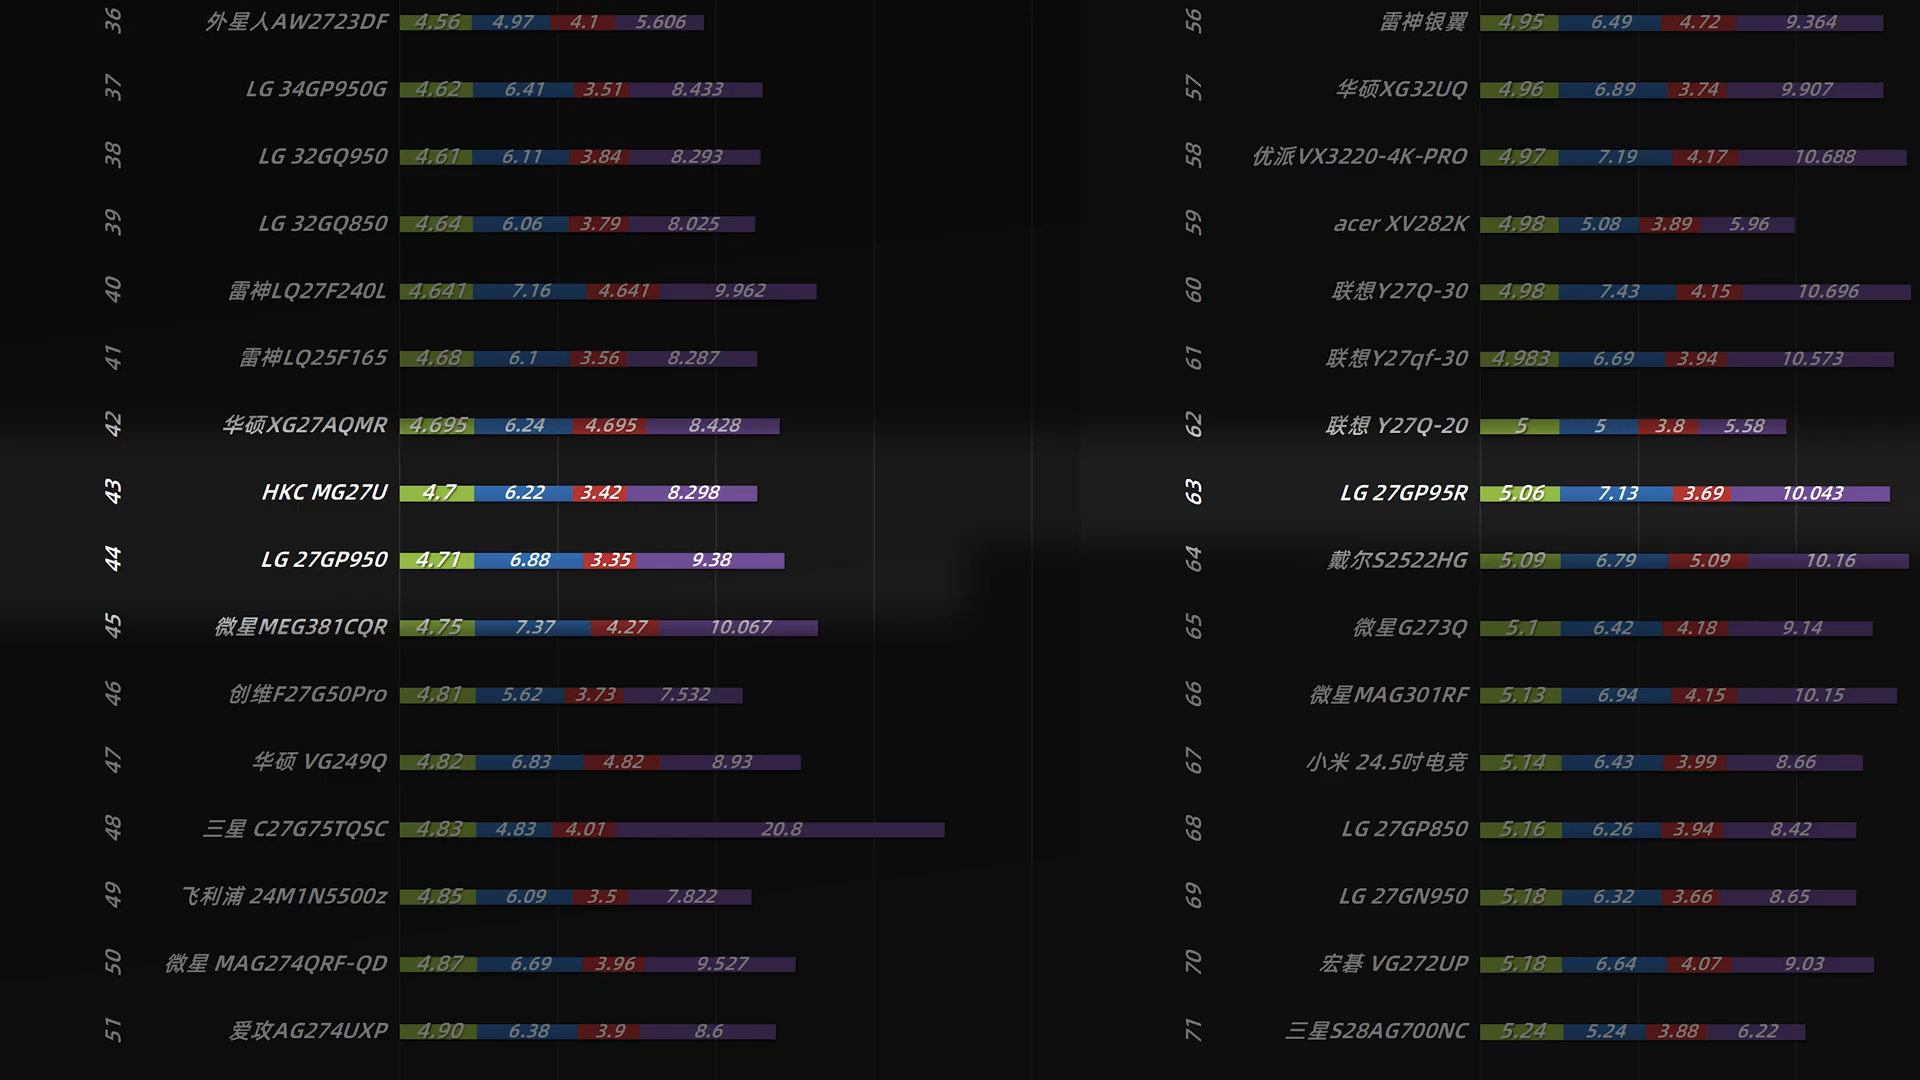 36 外星人AW2723DF 4.56 4.97 4.1 5.606
37 LG 34GP950G 4.62 6.41 3.51 8.433
38 LG 32GQ950 4.61 6.11 3.84 8.293
39 LG 32GQ850 4.64 6.06 3.79 8.025
40 雷神LQ27F240L 4.641 7.16 4.641 9.962
41 雷神LQ25F165 4.68 6.1 3.56 8.287
42 华硕XG27AQMR 4.695 6.24 4.695 8.428
43 HKC MG27U 4.7 6.22 3.42 8.298
44 LG 27GP950 4.71 6.88 3.35 9.38
45 微星MEG381CQR 4.75 7.37 4.27 10.067
46 创维F27G50Pro 4.81 5.62 3.73 7.532
47 华硕 VG249Q 4.82 6.83 4.82 8.93
48 三星 C27G75TQSC 4.83 4.83 4.01 20.8
49 飞利浦 24M1N5500z 4.85 6.09 3.5 7.822
50 微星 MAG274QRF-QD 4.87 6.69 3.96 9.527
51 爱攻AG274UXP 4.90 6.38 3.9 8.6
56 雷神银翼 4.95 6.49 4.72 9.364
57 华硕XG32UQ 4.96 6.89 3.74 9.907
58 优派VX3220-4K-PRO 4.97 7.19 4.17 10.688
59 acer XV282K 4.98 5.08 3.89 5.96
60 联想Y27Q-30 4.98 7.43 4.15 10.696
61 联想Y27qf-30 4.983 6.69 3.94 10.573
62 联想 Y27Q-20 5 5 3.8 5.58
63 LG 27GP95R 5.06 7.13 3.69 10.043
64 戴尔S2522HG 5.09 6.79 5.09 10.16
65 微星G273Q 5.1 6.42 4.18 9.14
66 微星MAG301RF 5.13 6.94 4.15 10.15
67 小米 24.5吋电竞 5.14 6.43 3.99 8.66
68 LG 27GP850 5.16 6.26 3.94 8.42
69 LG 27GN950 5.18 6.32 3.66 8.65
70 宏碁 VG272UP 5.18 6.64 4.07 9.03
71 三星S28AG700NC 5.24 5.24 3.88 6.22